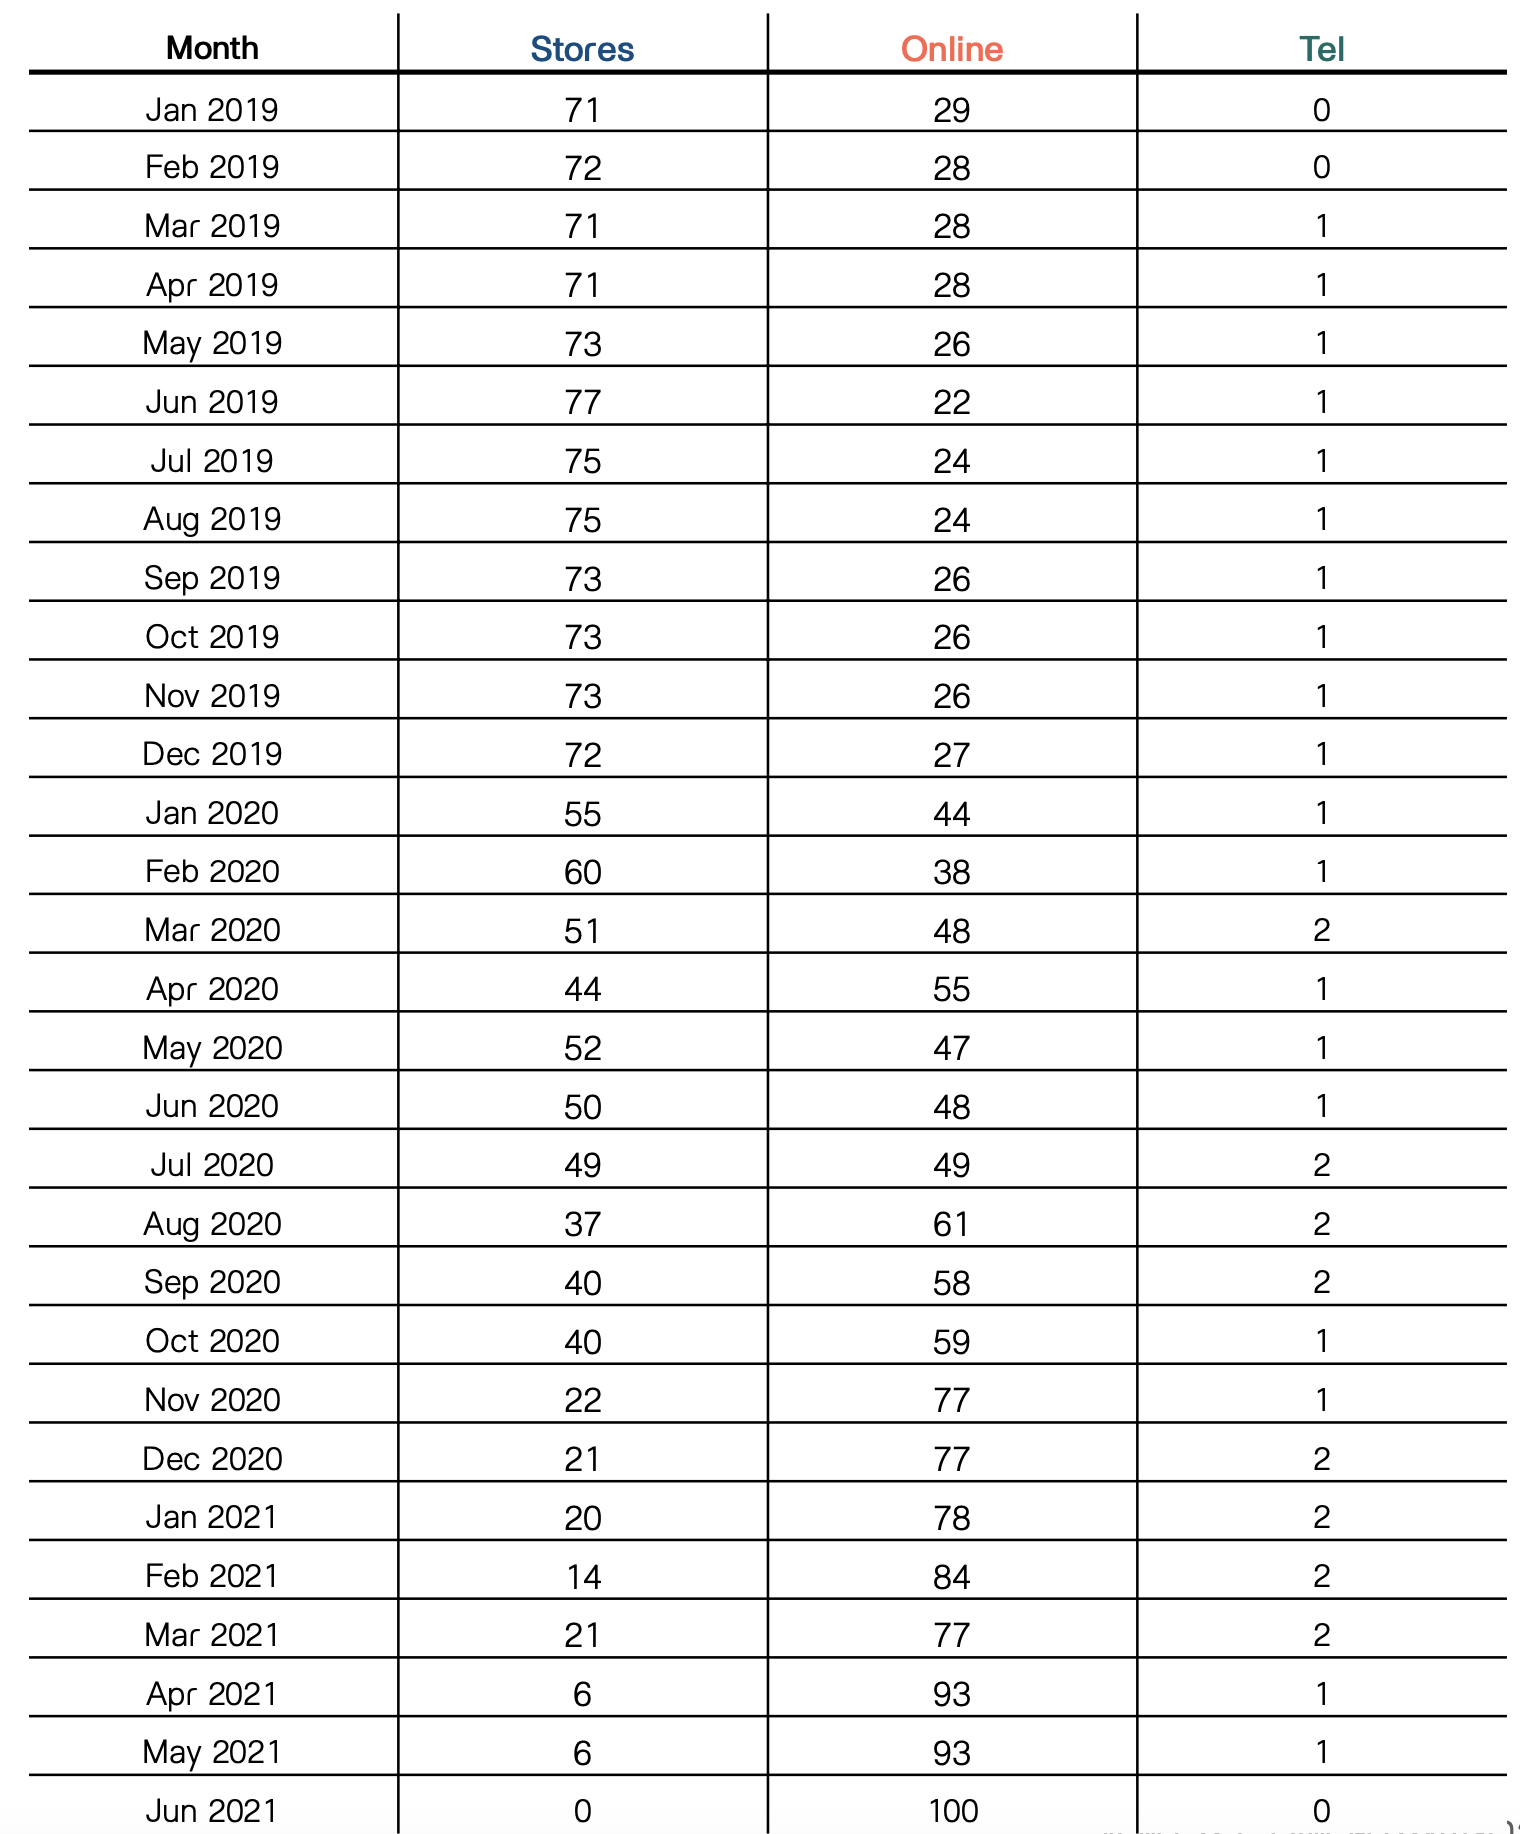 Month Stores Online Tel
Jan 2019 71 29 0
Feb 2019 72 28 0
Mar 2019 71 28 1
Apr 2019 71 28 1
May 2019 73 26 1
Jun 2019 77 22 1
Jul 2019 75 24 1
Aug 2019 75 24 1
Sep 2019 73 26 1
Oct 2019 73 26 1
Nov 2019 73 26 1
Dec 2019 72 27 1
Jan 2020 55 44 1
Feb 2020 60 38 1
Mar 2020 51 48 2
Apr 2020 44 55 1
May 2020 52 47 1
Jun 2020 50 48 1
Jul 2020 49 49 2
Aug 2020 37 61 2
Sep 2020 40 58 2
Oct 2020 40 59 1
Nov 2020 22 77 1
Dec 2020 21 77 2
Jan 2021 20 78 2
Feb 2021 14 84 2
Mar 2021 21 77 2
Apr 2021 6 93 1
May 2021 6 93 1
Jun 2021 0 100 0